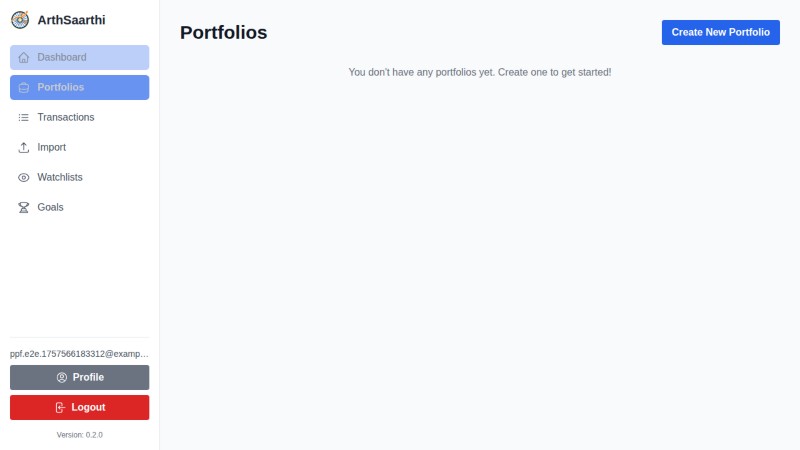 ArthSaarthi
Dashboard
Portfolios
Transactions
Import
Watchlists
Goals
ppf.e2e.1757566183312@examp...
Profile
Logout
Version: 0.2.0
Portfolios
Create New Portfolio
You don't have any portfolios yet. Create one to get started!